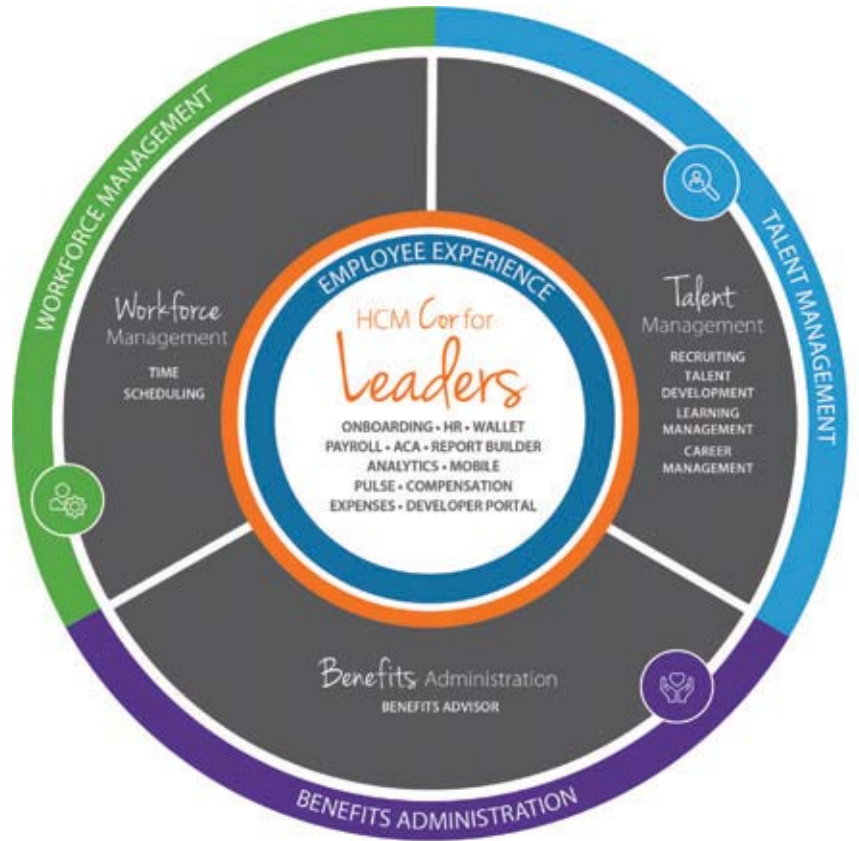 WORKFORCE MANAGEMENT
TALENT MANAGEMENT
EMPLOYEE EXPERIENCE
HCM Cor for
Leaders
ONBOARDING • HR • WALLET
PAYROLL • ACA • REPORT BUILDER
ANALYTICS • MOBILE
PULSE • COMPENSATION
EXPENSES • DEVELOPER PORTAL
Workforce
Management
TIME
SCHEDULING
Talent
Management
RECRUITING
TALENT
DEVELOPMENT
LEARNING
MANAGEMENT
CAREER
MANAGEMENT
Benefits Administration
BENEFITS ADVISOR
BENEFITS ADMINISTRATION